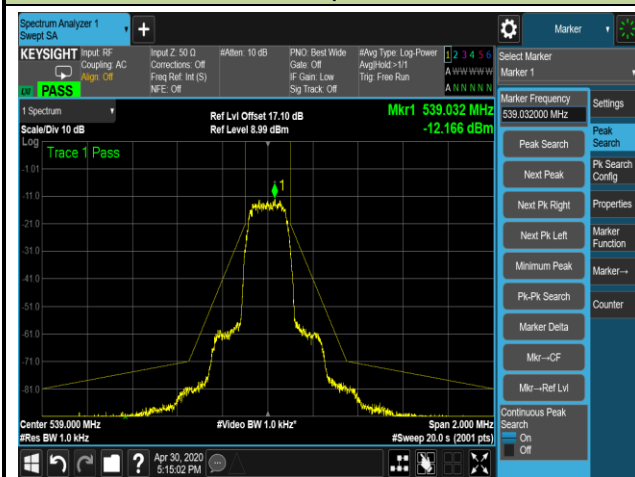 Spectrum Analyzer 1
Swept SA
Marker
KEYSIGHT
Input: RF
Coupling: AC
Align: Off
Input Z: 50 Ω
Corrections: Off
Freq Ref: Int (S)
NFE: Off
#Atten: 10 dB
PNO: Best Wide
Gate: Off
IF Gain: Low
Sig Track: Off
#Avg Type: Log-Power
Avg|Hold:>1/1
Trig: Free Run
1 2 3 4 5 6
A W W W W W
A N N N N N
PASS
Select Marker
Marker 1
1 Spectrum
Scale/Div 10 dB
Ref Lvl Offset 17.10 dB
Ref Level 8.99 dBm
Mkr1 539.032 MHz
-12.166 dBm
Log
Trace 1 Pass
1
-1.01
-11.0
-21.0
-31.0
-41.0
-51.0
-61.0
-71.0
-81.0
Center 539.000 MHz
#Res BW 1.0 kHz
#Video BW 1.0 kHz*
Span 2.000 MHz
#Sweep 20.0 s (2001 pts)
Marker Frequency
539.032000 MHz
Peak Search
Next Peak
Next Pk Right
Next Pk Left
Minimum Peak
Pk-Pk Search
Marker Delta
Mkr→CF
Mkr→Ref Lvl
Continuous Peak
Search
On
Off
Settings
Peak
Search
Pk Search
Config
Properties
Marker
Function
Marker→
Counter
Apr 30, 2020
5:15:02 PM